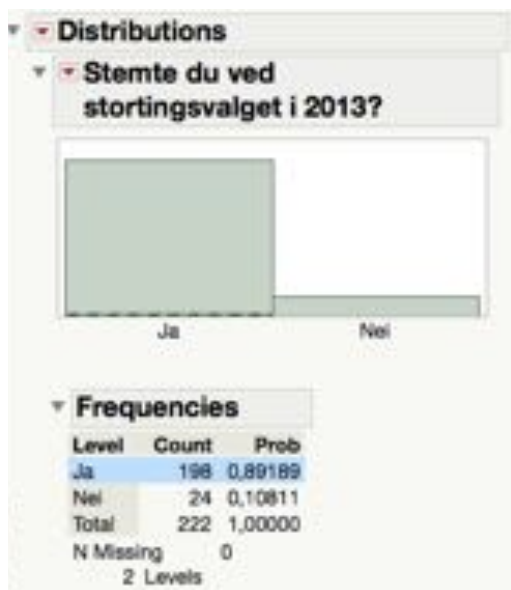 Distributions
Stemte du ved
stortingsvalget i 2013?
Ja Nei
Frequencies
Level Count Prob
Ja 198 0,89189
Nei 24 0,10811
Total 222 1,00000
N Missing 0
2 Levels